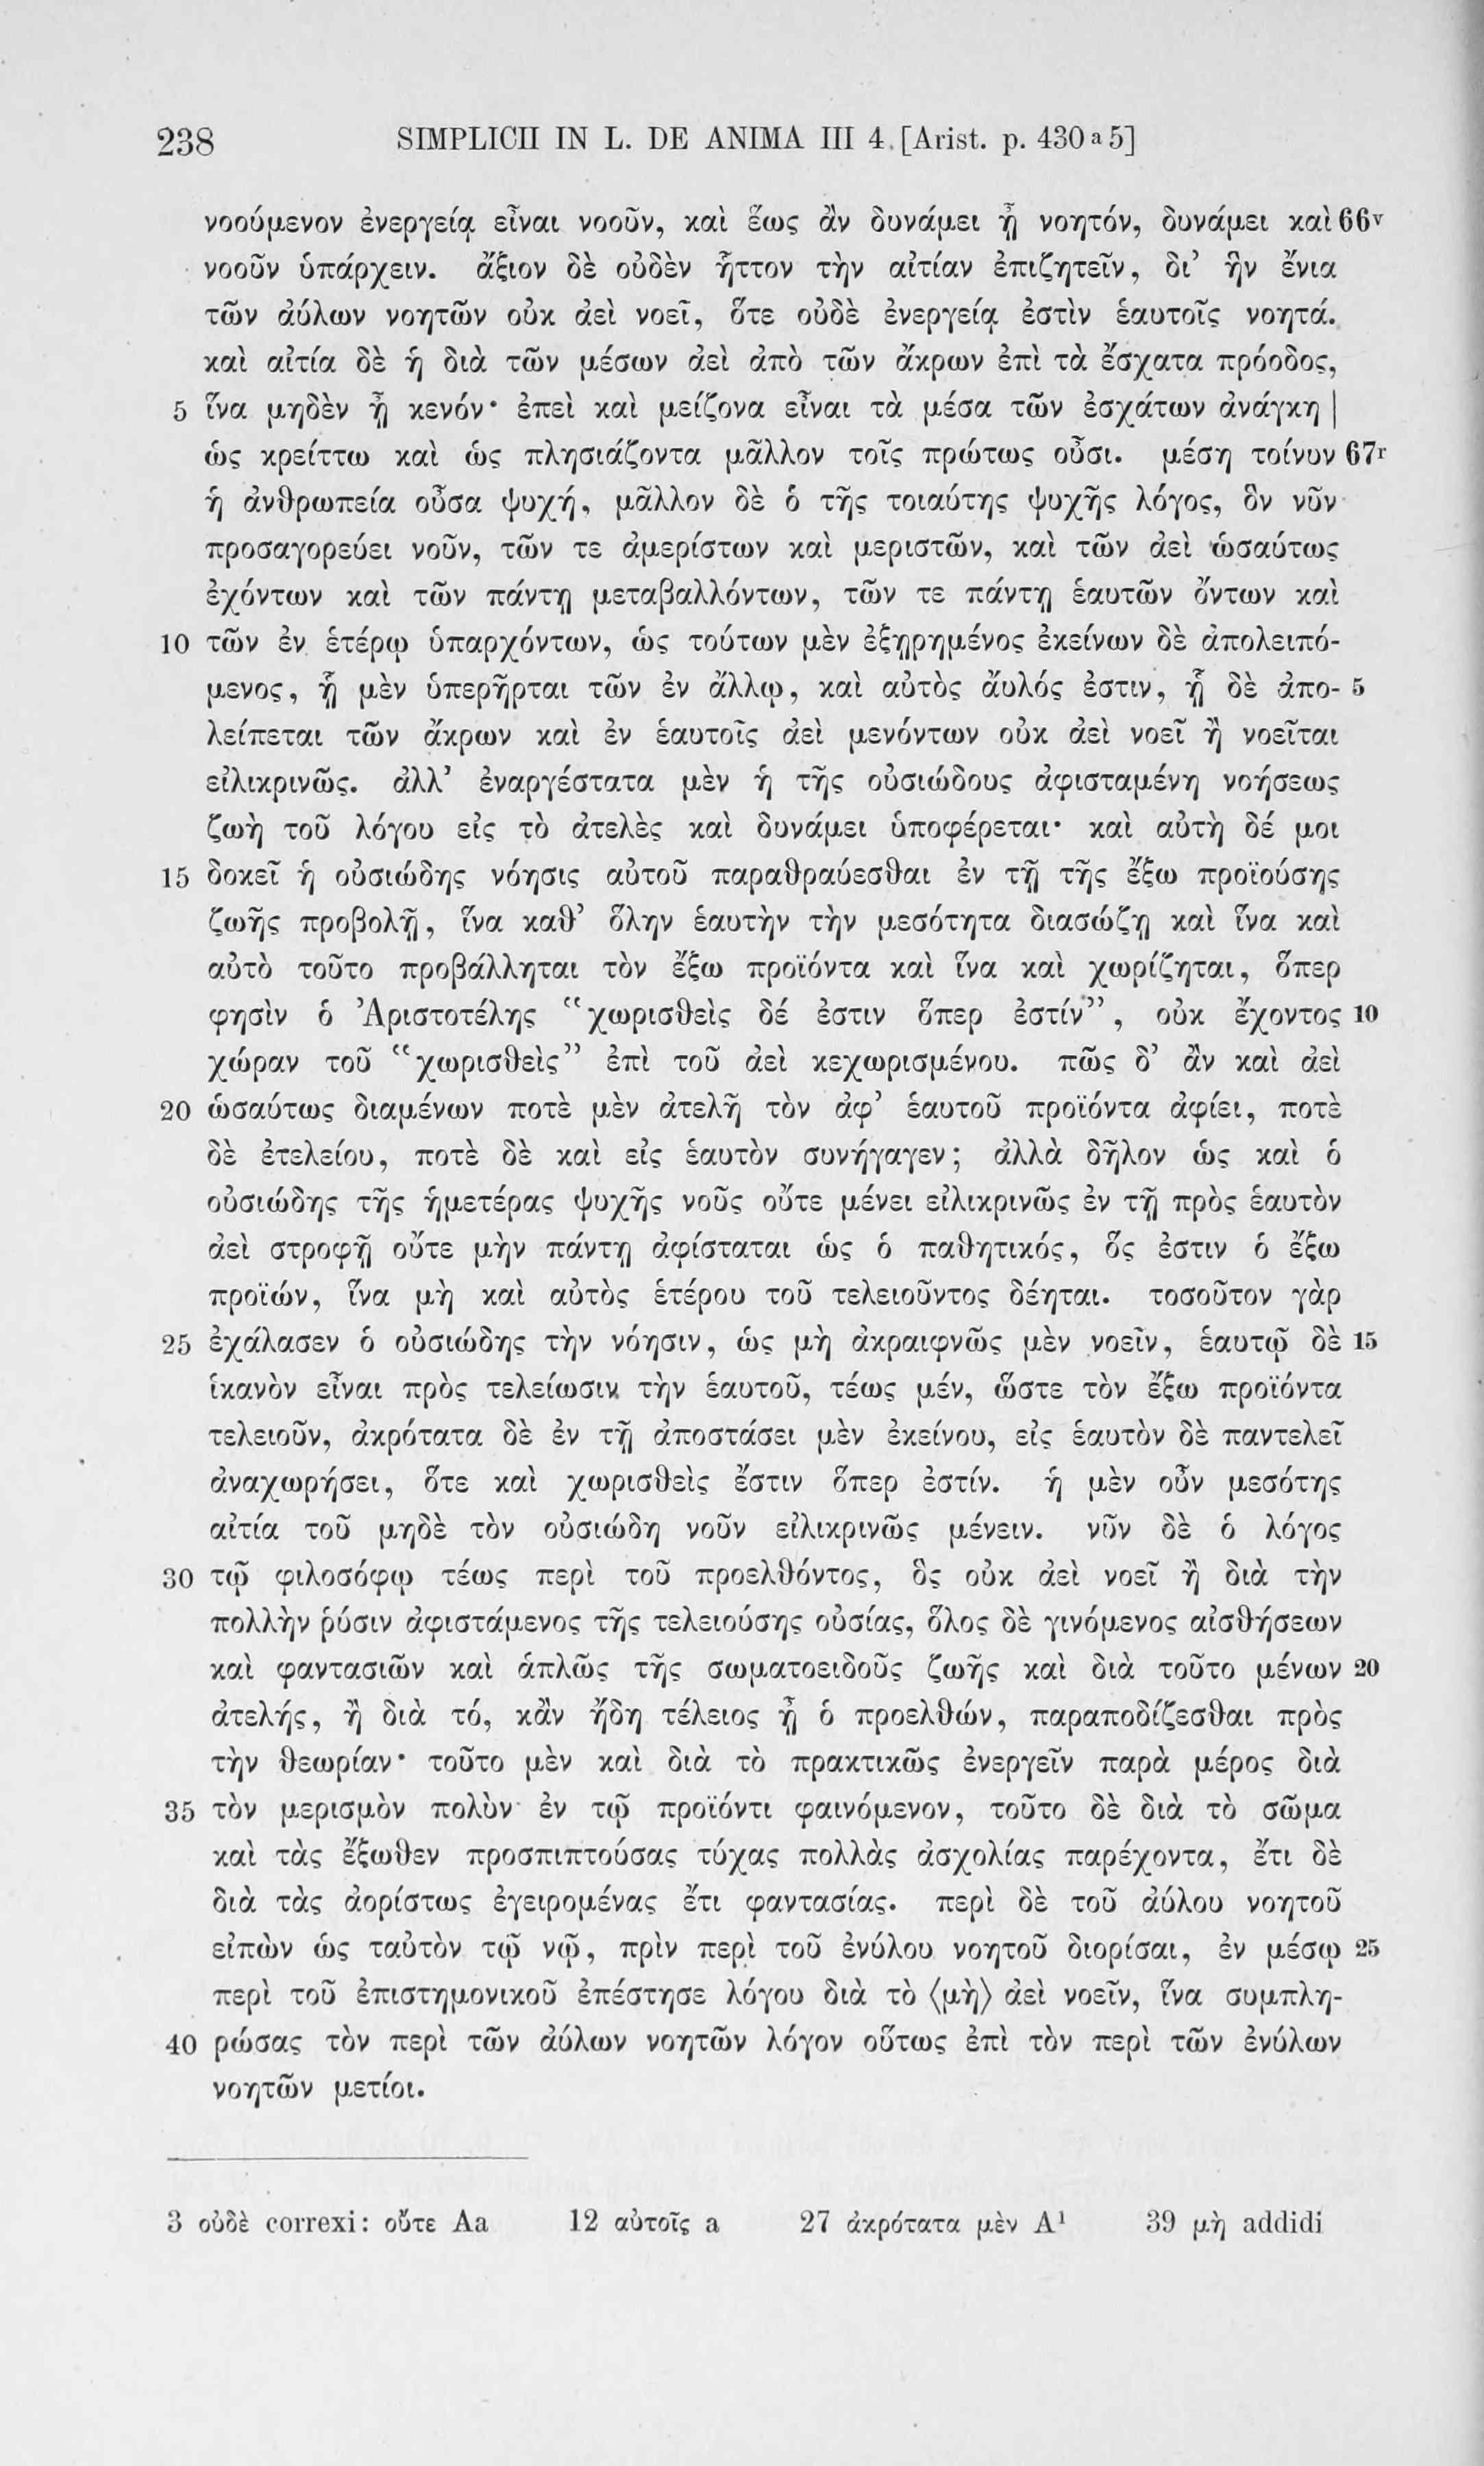 238 SIMPLICII IN L. DE ANIMA III 4. [Arist. p. 430 a 5]
νοούμενον ἐνεργείᾳ εἶναι νοοῦν, καὶ ἕως ἂν δυνάμει ᾖ νοητόν, δυνάμει καὶ 66v
νοοῦν ὑπάρχειν. ἄξιον δὲ οὐδὲν ἧττον τὴν αἰτίαν ἐπιζητεῖν, δι’ ἣν ἔνια
τῶν ἀύλων νοητῶν οὐκ ἀεὶ νοεῖ, ὅτε οὐδὲ ἐνεργείᾳ ἐστὶν ἑαυτοῖς νοητά.
καὶ αἰτία δὲ ἡ διὰ τῶν μέσων ἀεὶ ἀπὸ τῶν ἄκρων ἐπὶ τὰ ἔσχατα πρόοδος,
5 ἵνα μηδὲν ᾖ κενόν· ἐπεὶ καὶ μείζονα εἶναι τὰ μέσα τῶν ἐσχάτων ἀνάγκη |
ὡς κρείττω καὶ ὡς πλησιάζοντα μᾶλλον τοῖς πρώτως οὖσι. μέση τοίνυν 67r
ἡ ἀνθρωπεία οὖσα ψυχή, μᾶλλον δὲ ὁ τῆς τοιαύτης ψυχῆς λόγος, ὃν νῦν
προσαγορεύει νοῦν, τῶν τε ἀμερίστων καὶ μεριστῶν, καὶ τῶν ἀεὶ ὡσαύτως
ἐχόντων καὶ τῶν πάντῃ μεταβαλλόντων, τῶν τε πάντῃ ἑαυτῶν ὄντων καὶ
10 τῶν ἐν ἑτέρῳ ὑπαρχόντων, ὡς τούτων μὲν ἐξῃρημένος ἐκείνων δὲ ἀπολειπό-
μενος, ᾗ μὲν ὑπερῆρται τῶν ἐν ἄλλῳ, καὶ αὐτὸς ἄυλός ἐστιν, ᾗ δὲ ἀπο- 5
λείπεται τῶν ἄκρων καὶ ἐν ἑαυτοῖς ἀεὶ μενόντων οὐκ ἀεὶ νοεῖ ἢ νοεῖται
εἰλικρινῶς. ἀλλ’ ἐναργέστατα μὲν ἡ τῆς οὐσιώδους ἀφισταμένη νοήσεως
ζωὴ τοῦ λόγου εἰς τὸ ἀτελὲς καὶ δυνάμει ὑποφέρεται· καὶ αὐτὴ δέ μοι
15 δοκεῖ ἡ οὐσιώδης νόησις αὐτοῦ παραθραύεσθαι ἐν τῇ τῆς ἔξω προϊούσης
ζωῆς προβολῇ, ἵνα καθ’ ὅλην ἑαυτὴν τὴν μεσότητα διασώζῃ καὶ ἵνα καὶ
αὐτὸ τοῦτο προβάλληται τὸν ἔξω προϊόντα καὶ ἵνα καὶ χωρίζηται, ὅπερ
φησὶν ὁ Ἀριστοτέλης “χωρισθεὶς δέ ἐστιν ὅπερ ἐστίν”, οὐκ ἔχοντος 10
χώραν τοῦ “χωρισθεὶς” ἐπὶ τοῦ ἀεὶ κεχωρισμένου. πῶς δ’ ἂν καὶ ἀεὶ
20 ὡσαύτως διαμένων ποτὲ μὲν ἀτελῆ τὸν ἀφ’ ἑαυτοῦ προϊόντα ἀφίει, ποτὲ
δὲ ἐτελείου, ποτὲ δὲ καὶ εἰς ἑαυτὸν συνήγαγεν; ἀλλὰ δῆλον ὡς καὶ ὁ
οὐσιώδης τῆς ἡμετέρας ψυχῆς νοῦς οὔτε μένει εἰλικρινῶς ἐν τῇ πρὸς ἑαυτὸν
ἀεὶ στροφῇ οὔτε μὴν πάντῃ ἀφίσταται ὡς ὁ παθητικός, ὅς ἐστιν ὁ ἔξω
προϊών, ἵνα μὴ καὶ αὐτὸς ἑτέρου τοῦ τελειοῦντος δέηται. τοσοῦτον γὰρ
25 ἐχάλασεν ὁ οὐσιώδης τὴν νόησιν, ὡς μὴ ἀκραιφνῶς μὲν νοεῖν, ἑαυτῷ δὲ 15
ἱκανὸν εἶναι πρὸς τελείωσιν τὴν ἑαυτοῦ, τέως μέν, ὥστε τὸν ἔξω προϊόντα
τελειοῦν, ἀκρότατα δὲ ἐν τῇ ἀποστάσει μὲν ἐκείνου, εἰς ἑαυτὸν δὲ παντελεῖ
ἀναχωρήσει, ὅτε καὶ χωρισθεὶς ἔστιν ὅπερ ἐστίν. ἡ μὲν οὖν μεσότης
αἰτία τοῦ μηδὲ τὸν οὐσιώδη νοῦν εἰλικρινῶς μένειν. νῦν δὲ ὁ λόγος
30 τῷ φιλοσόφῳ τέως περὶ τοῦ προελθόντος, ὃς οὐκ ἀεὶ νοεῖ ἢ διὰ τὴν
πολλὴν ῥύσιν ἀφιστάμενος τῆς τελειούσης οὐσίας, ὅλος δὲ γινόμενος αἰσθήσεων
καὶ φαντασιῶν καὶ ἁπλῶς τῆς σωματοειδοῦς ζωῆς καὶ διὰ τοῦτο μένων 20
ἀτελής, ἢ διὰ τό, κἂν ἤδη τέλειος ᾖ ὁ προελθών, παραποδίζεσθαι πρὸς
τὴν θεωρίαν· τοῦτο μὲν καὶ διὰ τὸ πρακτικῶς ἐνεργεῖν παρὰ μέρος διὰ
35 τὸν μερισμὸν πολὺν ἐν τῷ προϊόντι φαινόμενον, τοῦτο δὲ διὰ τὸ σῶμα
καὶ τὰς ἔξωθεν προσπιπτούσας τύχας πολλὰς ἀσχολίας παρέχοντα, ἔτι δὲ
διὰ τὰς ἀορίστως ἐγειρομένας ἔτι φαντασίας. περὶ δὲ τοῦ ἀύλου νοητοῦ
εἰπὼν ὡς ταὐτὸν τῷ νῷ, πρὶν περὶ τοῦ ἐνύλου νοητοῦ διορίσαι, ἐν μέσῳ 25
περὶ τοῦ ἐπιστημονικοῦ ἐπέστησε λόγου διὰ τὸ ⟨μὴ⟩ ἀεὶ νοεῖν, ἵνα συμπλη-
40 ρώσας τὸν περὶ τῶν ἀύλων νοητῶν λόγον οὕτως ἐπὶ τὸν περὶ τῶν ἐνύλων
νοητῶν μετίοι.
3 οὐδὲ correxi: οὔτε Aa 12 αὐτοῖς a 27 ἀκρότατα μὲν A¹ 39 μὴ addidi